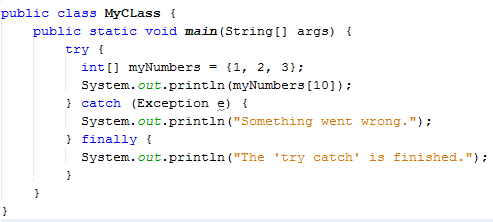 public class MyCLass {
    public static void main(String[] args) {
        try {
          int[] myNumbers = {1, 2, 3};
          System.out.println(myNumbers[10]);
        } catch (Exception e) {
          System.out.println("Something went wrong.");
        } finally {
          System.out.println("The 'try catch' is finished.");
        }
    }
}